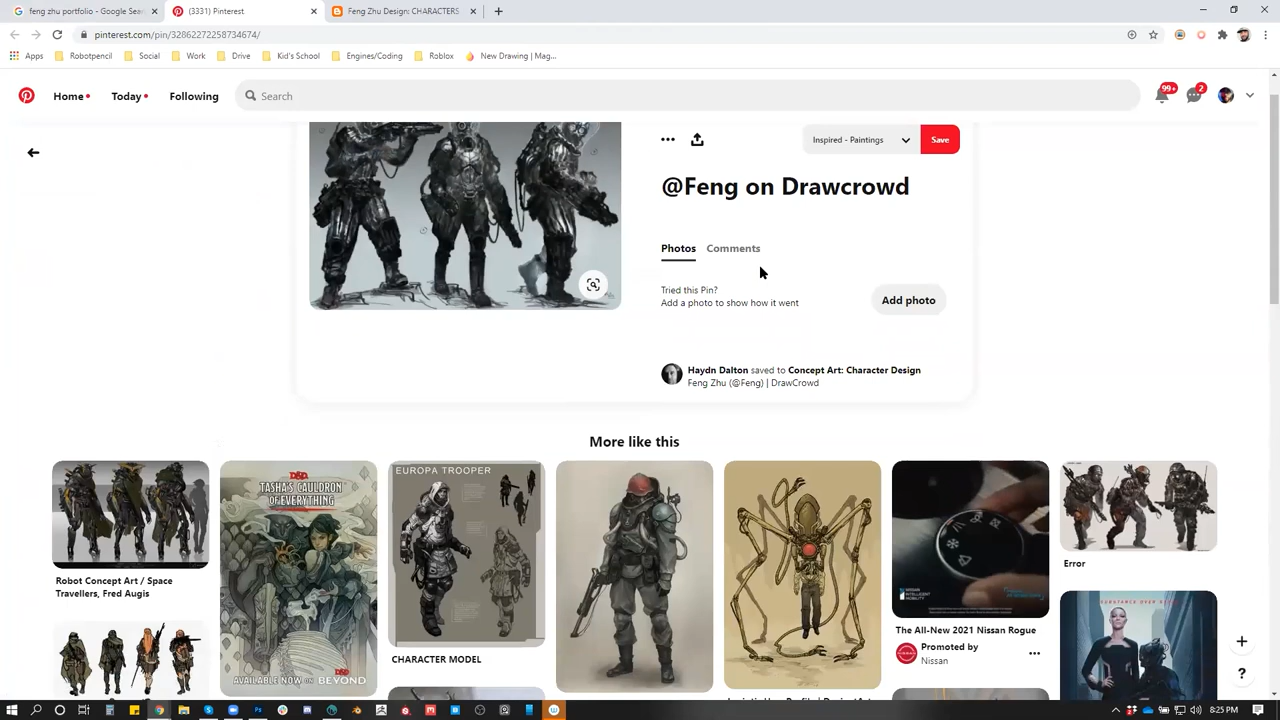 feng zhu portfolio - Google Sear
(3331) Pinterest
Feng Zhu Design: CHARACTERS
pinterest.com/pin/32862272258734674/
Apps
Robotpencil
Social
Work
Drive
Kid's School
Engines/Coding
Roblox
New Drawing | Mag...
Home
Today
Following
Search
99+
2
Inspired - Paintings
Save
@Feng on Drawcrowd
Photos
Comments
Tried this Pin?
Add a photo to show how it went
Add photo
Haydn Dalton saved to Concept Art: Character Design
Feng Zhu (@Feng) | DrawCrowd
More like this
D&D
TASHA'S CAULDRON
OF EVERYTHING
AVAILABLE NOW ON
BEYOND
EUROPA TROOPER
Robot Concept Art / Space
Travellers, Fred Augis
CHARACTER MODEL
The All-New 2021 Nissan Rogue
Promoted by
Nissan
Error
8:25 PM